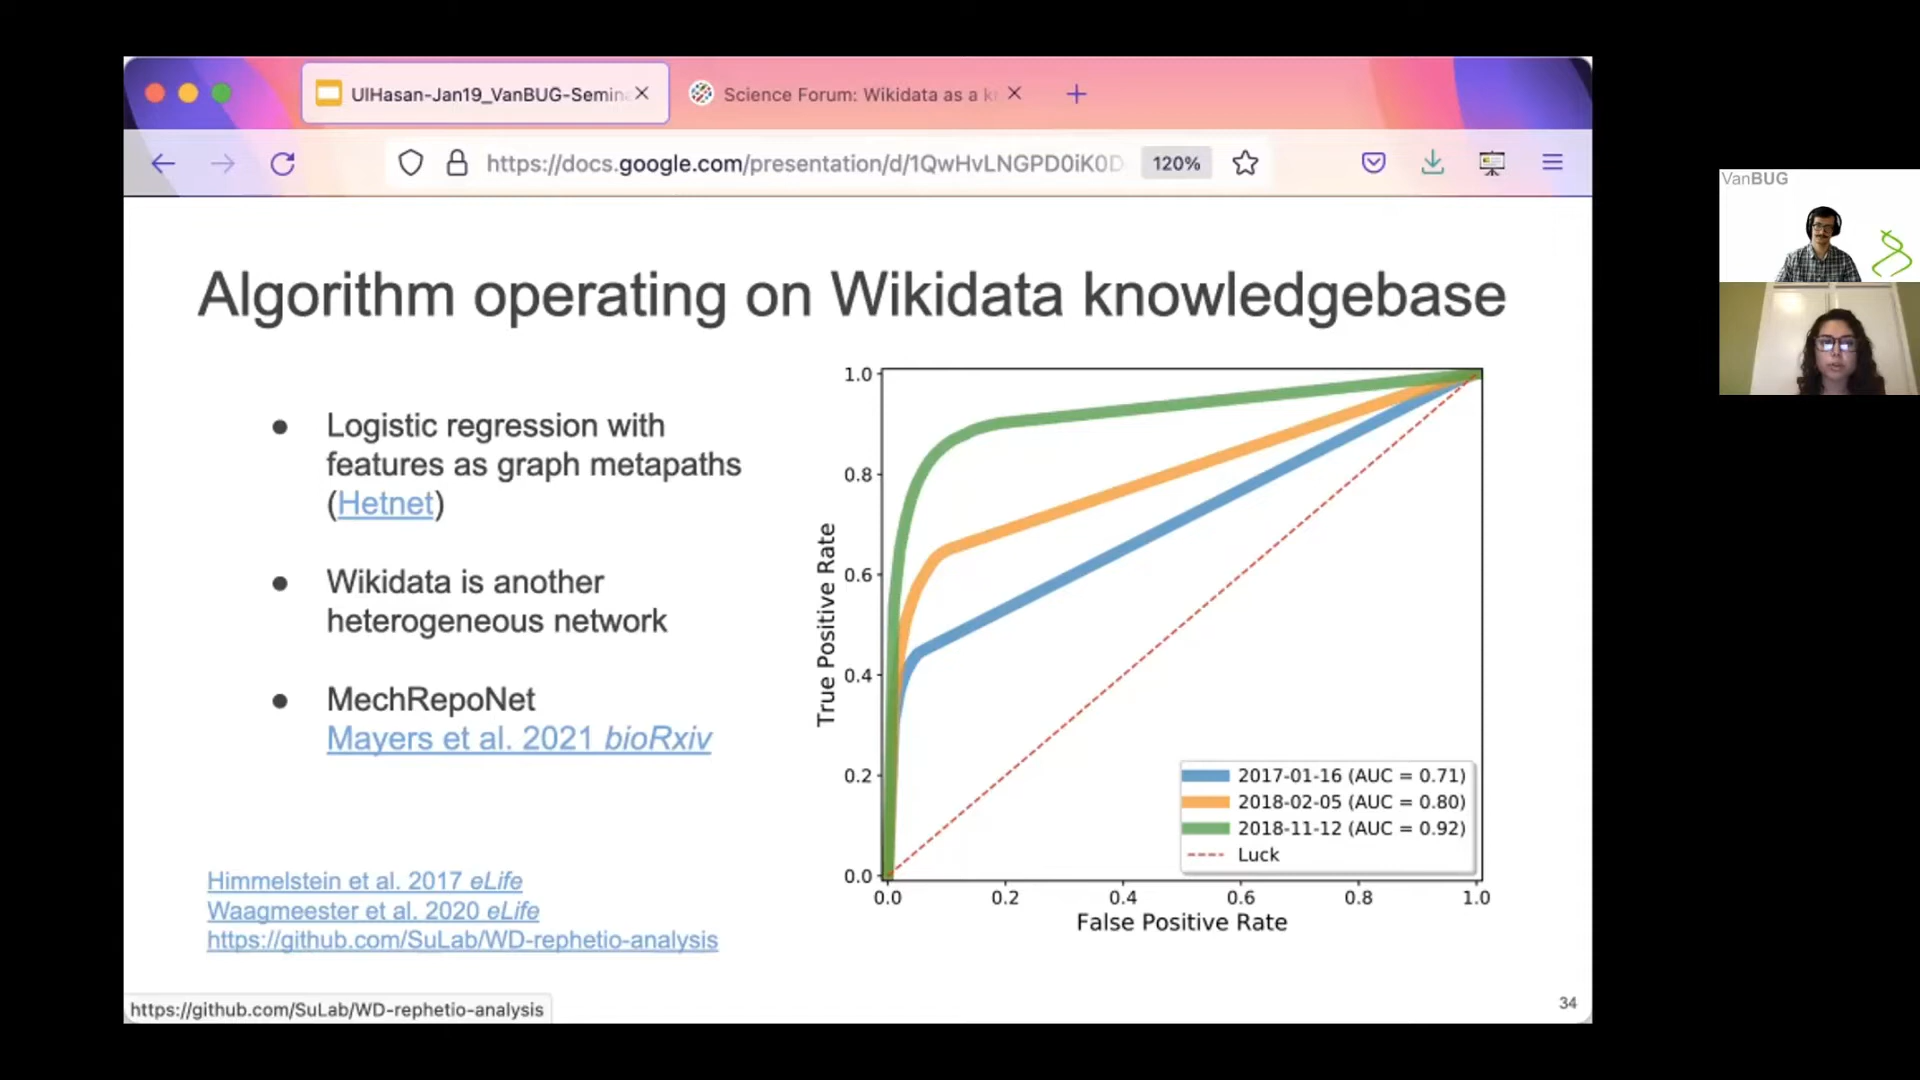 UlHasan-Jan19_VanBUG-Semin
Science Forum: Wikidata as a k
https://docs.google.com/presentation/d/1QwHvLNGPD0iK0D
120%
VanBUG
Algorithm operating on Wikidata knowledgebase
● Logistic regression with
features as graph metapaths
(Hetnet)
● Wikidata is another
heterogeneous network
● MechRepoNet
Mayers et al. 2021 bioRxiv
Himmelstein et al. 2017 eLife
Waagmeester et al. 2020 eLife
https://github.com/SuLab/WD-rephetio-analysis
1.0
0.8
0.6
0.4
0.2
0.0
True Positive Rate
2017-01-16 (AUC = 0.71)
2018-02-05 (AUC = 0.80)
2018-11-12 (AUC = 0.92)
Luck
0.0 0.2 0.4 0.6 0.8 1.0
False Positive Rate
https://github.com/SuLab/WD-rephetio-analysis
34